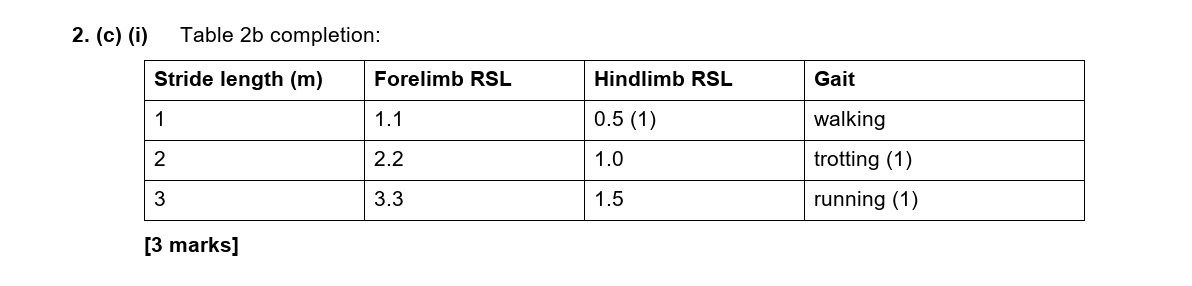 2. (c) (i) Table 2b completion:
Stride length (m) Forelimb RSL Hindlimb RSL Gait
1 1.1 0.5 (1) walking
2 2.2 1.0 trotting (1)
3 3.3 1.5 running (1)
[3 marks]